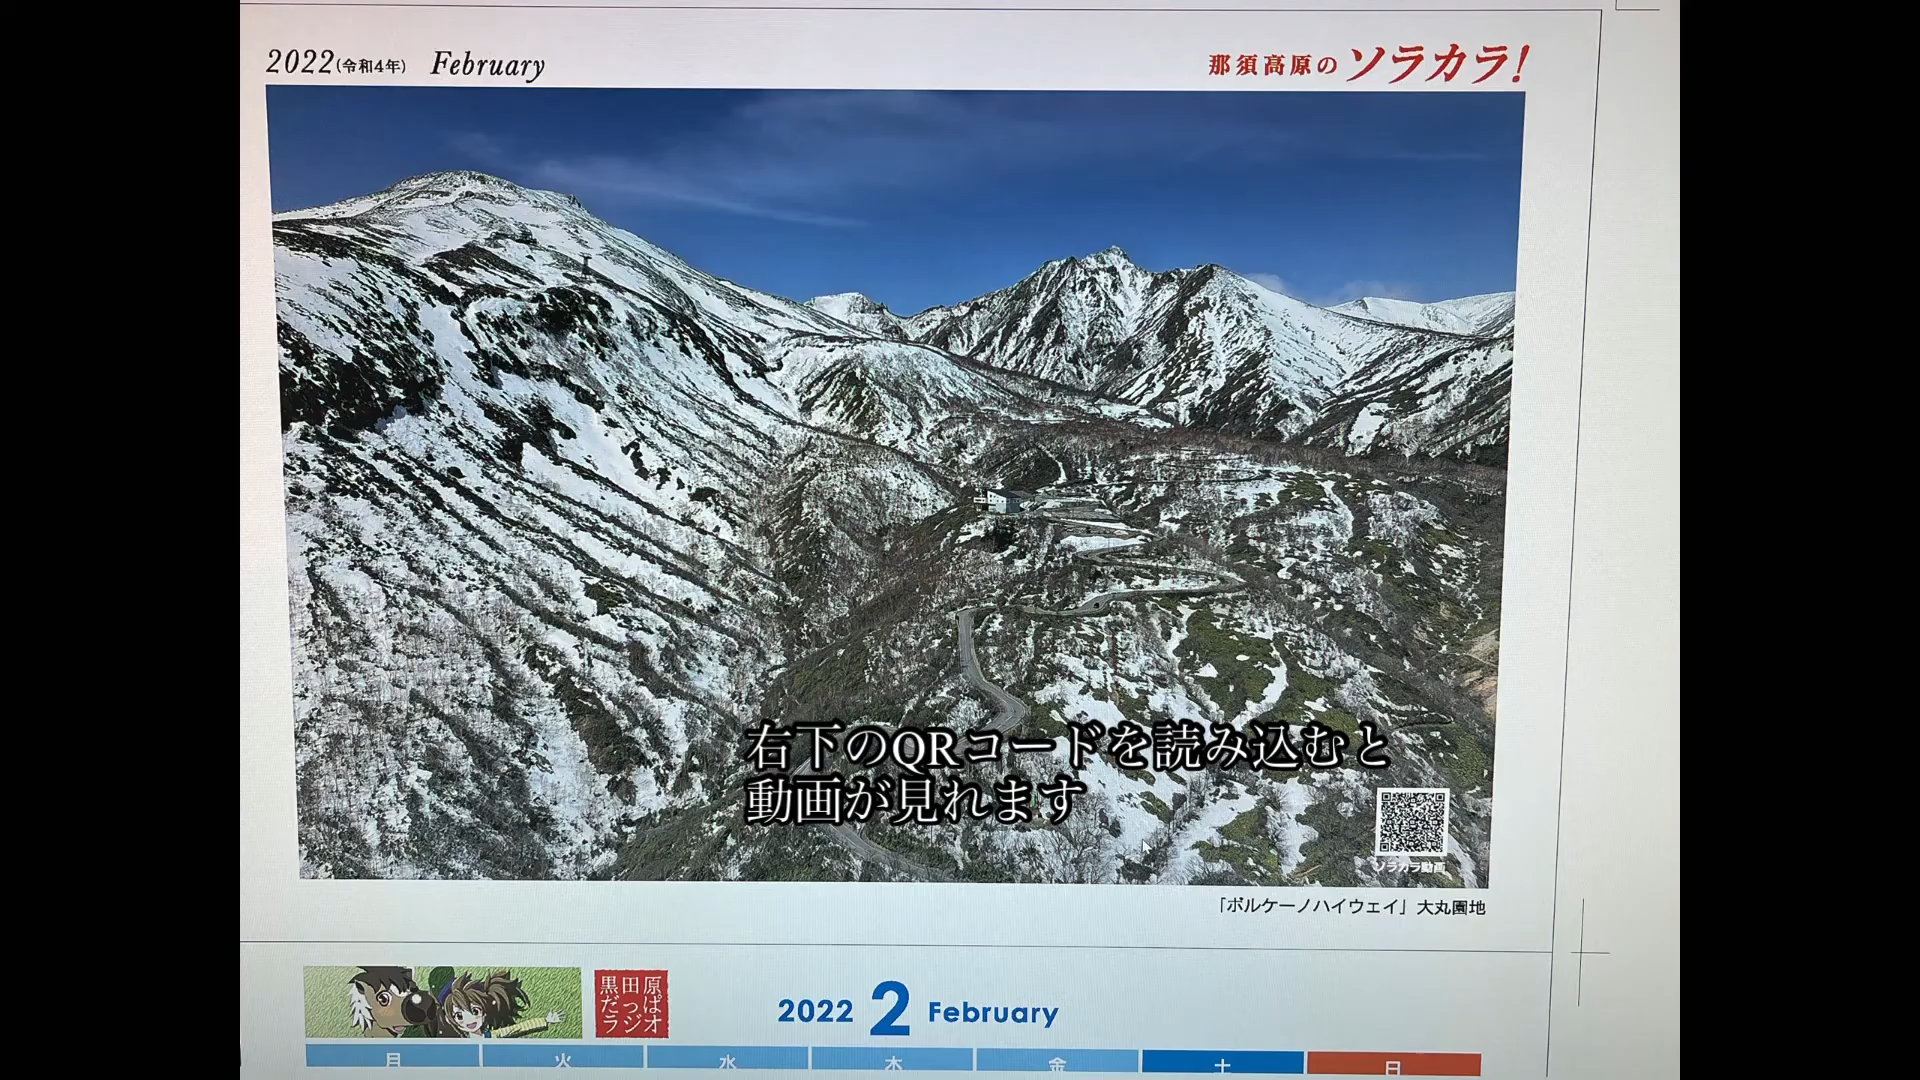 2022(令和4年) February
那須高原のソラカラ!
右下のQRコードを読み込むと
動画が見れます
ソラカラ動画
「ボルケーノハイウェイ」大丸園地
黒田原
だっぱ
ラジオ
2022 2 February
月 火 水 木 金 土 日